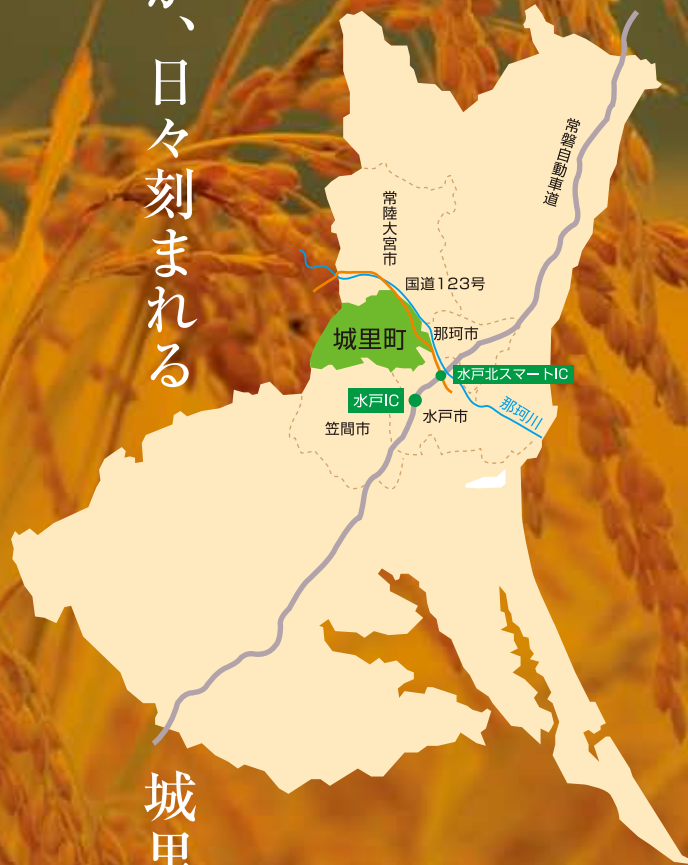 、日々刻まれる
城里
常磐自動車道
常陸大宮市
国道123号
城里町
那珂市
水戸北スマートIC
水戸IC
水戸市
那珂川
笠間市